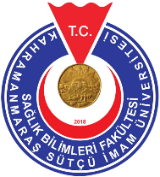 T.C.
KAHRAMANMARAŞ SÜTÇÜ İMAM ÜNİVERSİTESİ
SAĞLIK BİLİMLERİ FAKÜLTESİ
2018